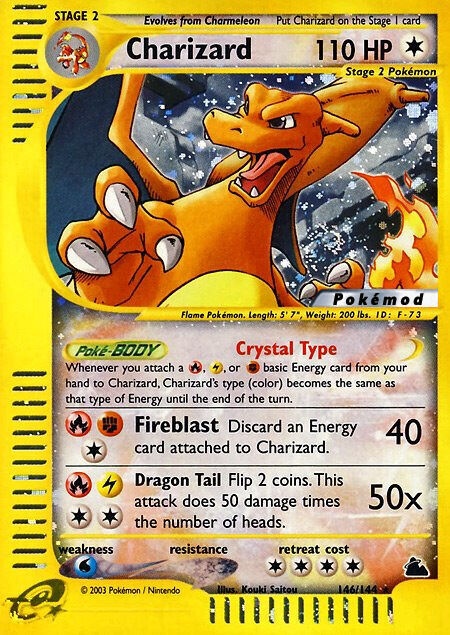 STAGE 2
Evolves from Charmeleon
Put Charizard on the Stage 1 card
Charizard
110 HP
Stage 2 Pokémon
Pokémod
Flame Pokémon. Length: 5' 7", Weight: 200 lbs. ID: F-73
Poké-BODY
Crystal Type
Whenever you attach a , , or basic Energy card from your
hand to Charizard, Charizard's type (color) becomes the same as
that type of Energy until the end of the turn.
Fireblast Discard an Energy
card attached to Charizard.
40
Dragon Tail Flip 2 coins. This
attack does 50 damage times
the number of heads.
50x
weakness
resistance
retreat cost
© 2003 Pokémon / Nintendo
Illus. Kouki Saitou
146/144
e